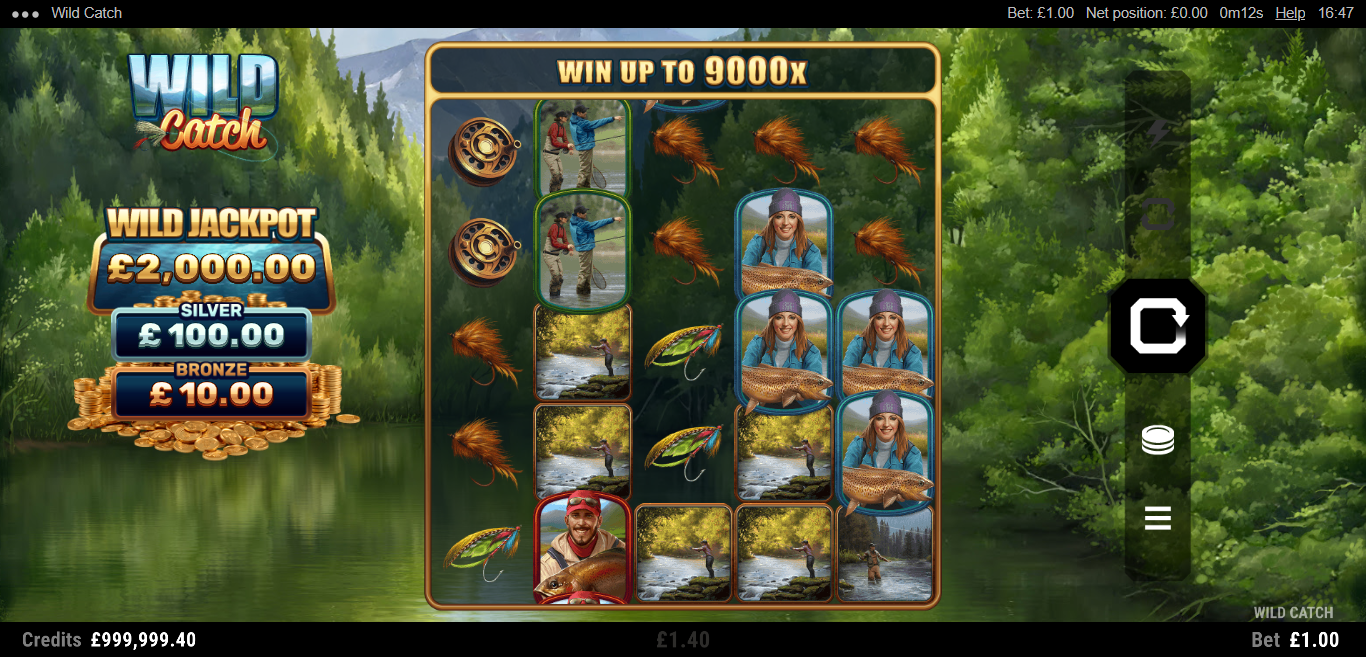 Wild Catch
Bet: £1.00 Net position: £0.00 0m12s Help 16:47
WILD
Catch
WIN UP TO 9000X
WILD JACKPOT
£2,000.00
SILVER
£100.00
BRONZE
£10.00
WILD CATCH
Credits £999,999.40
£1.40
Bet £1.00